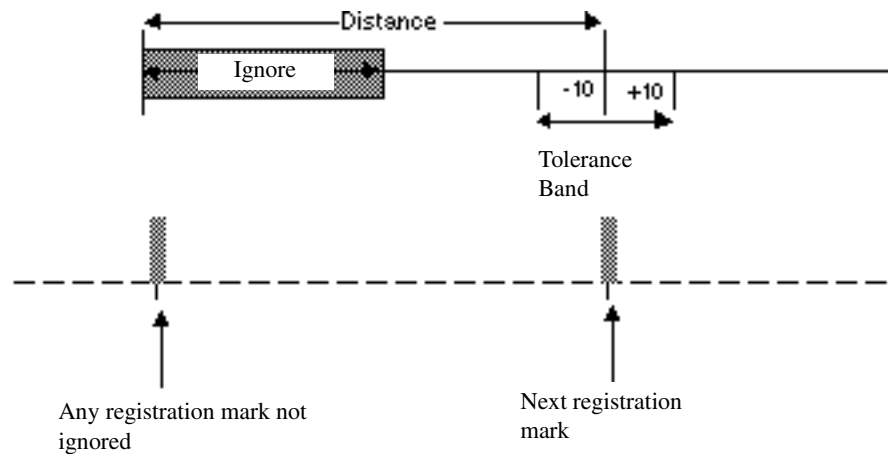 Distance
Ignore
-10
+10
Tolerance
Band
Any registration mark not
ignored
Next registration
mark